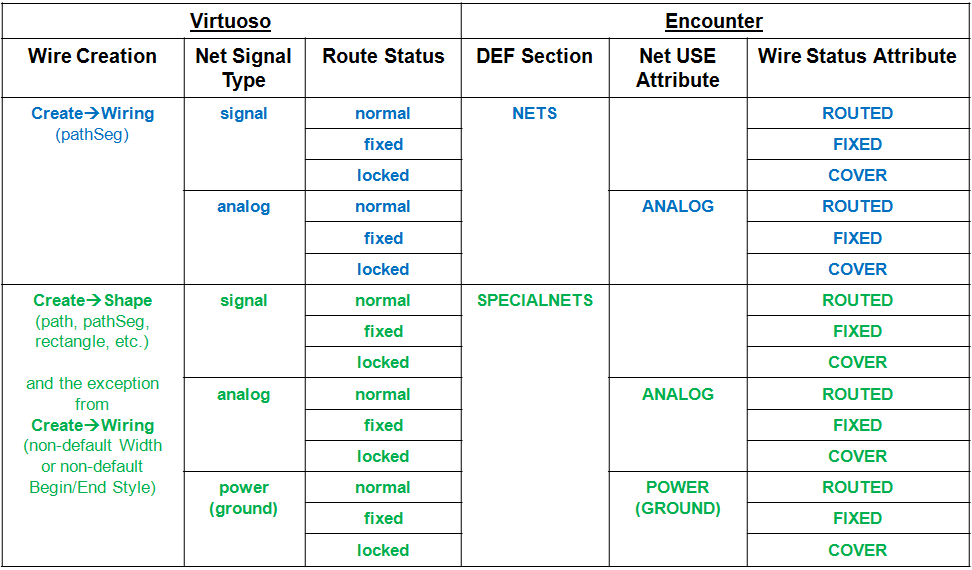 Virtuoso Encounter
Wire Creation Net Signal Route Status DEF Section Net USE Wire Status Attribute
Type Attribute
Create→Wiring signal normal NETS ROUTED
(pathSeg) fixed FIXED
locked COVER
analog normal ANALOG ROUTED
fixed FIXED
locked COVER
Create→Shape signal normal SPECIALNETS ROUTED
(path, pathSeg, fixed FIXED
rectangle, etc.)
locked COVER
and the exception analog normal ANALOG ROUTED
from
Create→Wiring fixed FIXED
(non-default Width
or non-default locked COVER
Begin/End Style) power normal POWER ROUTED
(ground) fixed (GROUND) FIXED
locked COVER